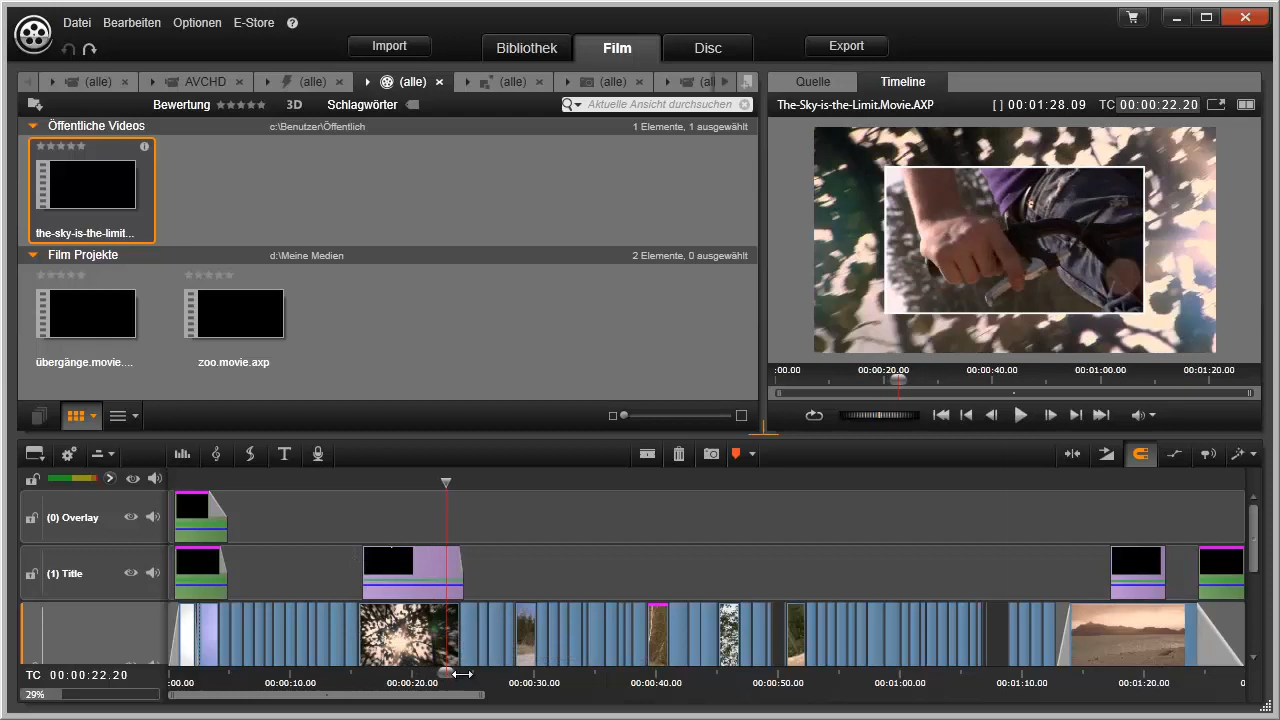 Datei Bearbeiten Optionen E-Store ?
Import Bibliothek Film Disc Export
(alle) × AVCHD × (alle) × (alle) × (alle) × (alle) ×
Quelle Timeline
Bewertung 3D Schlagwörter Aktuelle Ansicht durchsuchen
The-Sky-is-the-Limit.Movie.AXP [ ] 00:01:28.09 TC 00:00:22.20
Öffentliche Videos c:\Benutzer\Öffentlich 1 Elemente, 1 ausgewählt
the-sky-is-the-limit...
Film Projekte d:\Meine Medien 2 Elemente, 0 ausgewählt
übergänge.movie.... zoo.movie.axp
:00.00 00:00:20.00 00:00:40.00 00:01:00.00 00:01:20.00
(0) Overlay
(1) Title
TC 00:00:22.20
:00.00 00:00:10.00 00:00:20.00 00:00:30.00 00:00:40.00 00:00:50.00 00:01:00.00 00:01:10.00 00:01:20.00
29%